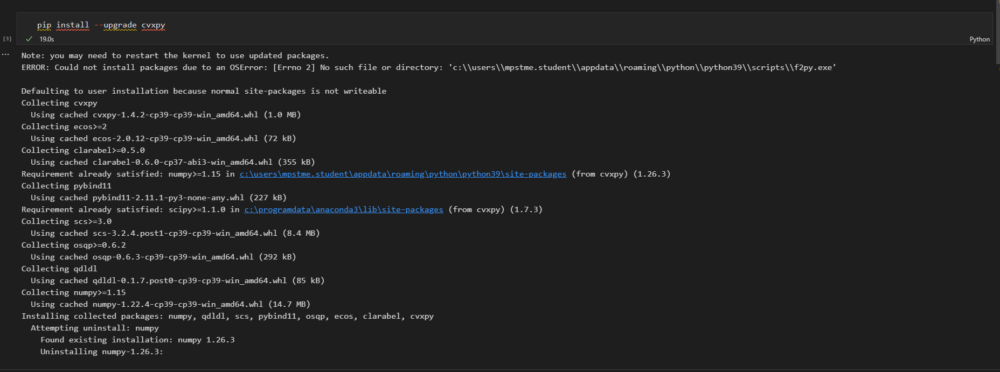 pip install --upgrade cvxpy
[3]
19.0s
Python
...
Note: you may need to restart the kernel to use updated packages.
ERROR: Could not install packages due to an OSError: [Errno 2] No such file or directory: 'c:\\users\\mpstme.student\\appdata\\roaming\\python\\python39\\scripts\\f2py.exe'
Defaulting to user installation because normal site-packages is not writeable
Collecting cvxpy
Using cached cvxpy-1.4.2-cp39-cp39-win_amd64.whl (1.0 MB)
Collecting ecos>=2
Using cached ecos-2.0.12-cp39-cp39-win_amd64.whl (72 kB)
Collecting clarabel>=0.5.0
Using cached clarabel-0.6.0-cp37-abi3-win_amd64.whl (355 kB)
Requirement already satisfied: numpy>=1.15 in c:\users\mpstme.student\appdata\roaming\python\python39\site-packages (from cvxpy) (1.26.3)
Collecting pybind11
Using cached pybind11-2.11.1-py3-none-any.whl (227 kB)
Requirement already satisfied: scipy>=1.1.0 in c:\programdata\anaconda3\lib\site-packages (from cvxpy) (1.7.3)
Collecting scs>=3.0
Using cached scs-3.2.4.post1-cp39-cp39-win_amd64.whl (8.4 MB)
Collecting osqp>=0.6.2
Using cached osqp-0.6.3-cp39-cp39-win_amd64.whl (292 kB)
Collecting qdldl
Using cached qdldl-0.1.7.post0-cp39-cp39-win_amd64.whl (85 kB)
Collecting numpy>=1.15
Using cached numpy-1.22.4-cp39-cp39-win_amd64.whl (14.7 MB)
Installing collected packages: numpy, qdldl, scs, pybind11, osqp, ecos, clarabel, cvxpy
Attempting uninstall: numpy
Found existing installation: numpy 1.26.3
Uninstalling numpy-1.26.3: